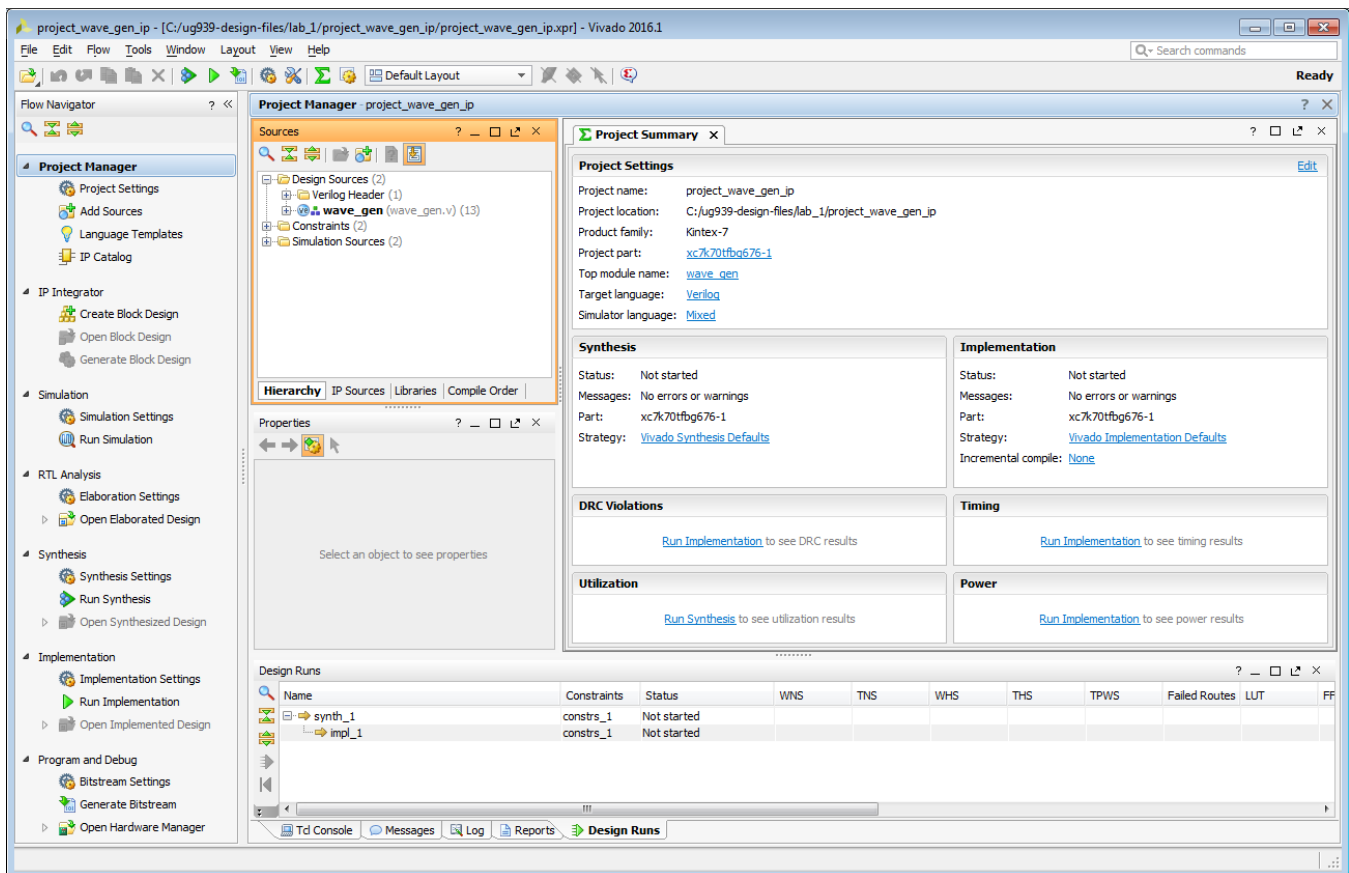 project_wave_gen_ip - [C:/ug939-design-files/lab_1/project_wave_gen_ip/project_wave_gen_ip.xpr] - Vivado 2016.1
File Edit Flow Tools Window Layout View Help
Search commands
Default Layout
Ready
Flow Navigator
Project Manager
Project Settings
Add Sources
Language Templates
IP Catalog
IP Integrator
Create Block Design
Open Block Design
Generate Block Design
Simulation
Simulation Settings
Run Simulation
RTL Analysis
Elaboration Settings
Open Elaborated Design
Synthesis
Synthesis Settings
Run Synthesis
Open Synthesized Design
Implementation
Implementation Settings
Run Implementation
Open Implemented Design
Program and Debug
Bitstream Settings
Generate Bitstream
Open Hardware Manager
Project Manager - project_wave_gen_ip
Sources
Design Sources (2)
Verilog Header (1)
wave_gen (wave_gen.v) (13)
Constraints (2)
Simulation Sources (2)
Hierarchy IP Sources Libraries Compile Order
Properties
Select an object to see properties
Project Summary
Project Settings Edit
Project name: project_wave_gen_ip
Project location: C:/ug939-design-files/lab_1/project_wave_gen_ip
Product family: Kintex-7
Project part: xc7k70tfbg676-1
Top module name: wave_gen
Target language: Verilog
Simulator language: Mixed
Synthesis
Status: Not started
Messages: No errors or warnings
Part: xc7k70tfbg676-1
Strategy: Vivado Synthesis Defaults
Implementation
Status: Not started
Messages: No errors or warnings
Part: xc7k70tfbg676-1
Strategy: Vivado Implementation Defaults
Incremental compile: None
DRC Violations
Run Implementation to see DRC results
Timing
Run Implementation to see timing results
Utilization
Run Synthesis to see utilization results
Power
Run Implementation to see power results
Design Runs
Name Constraints Status WNS TNS WHS THS TPWS Failed Routes LUT FF
synth_1 constrs_1 Not started
impl_1 constrs_1 Not started
Tcl Console Messages Log Reports Design Runs